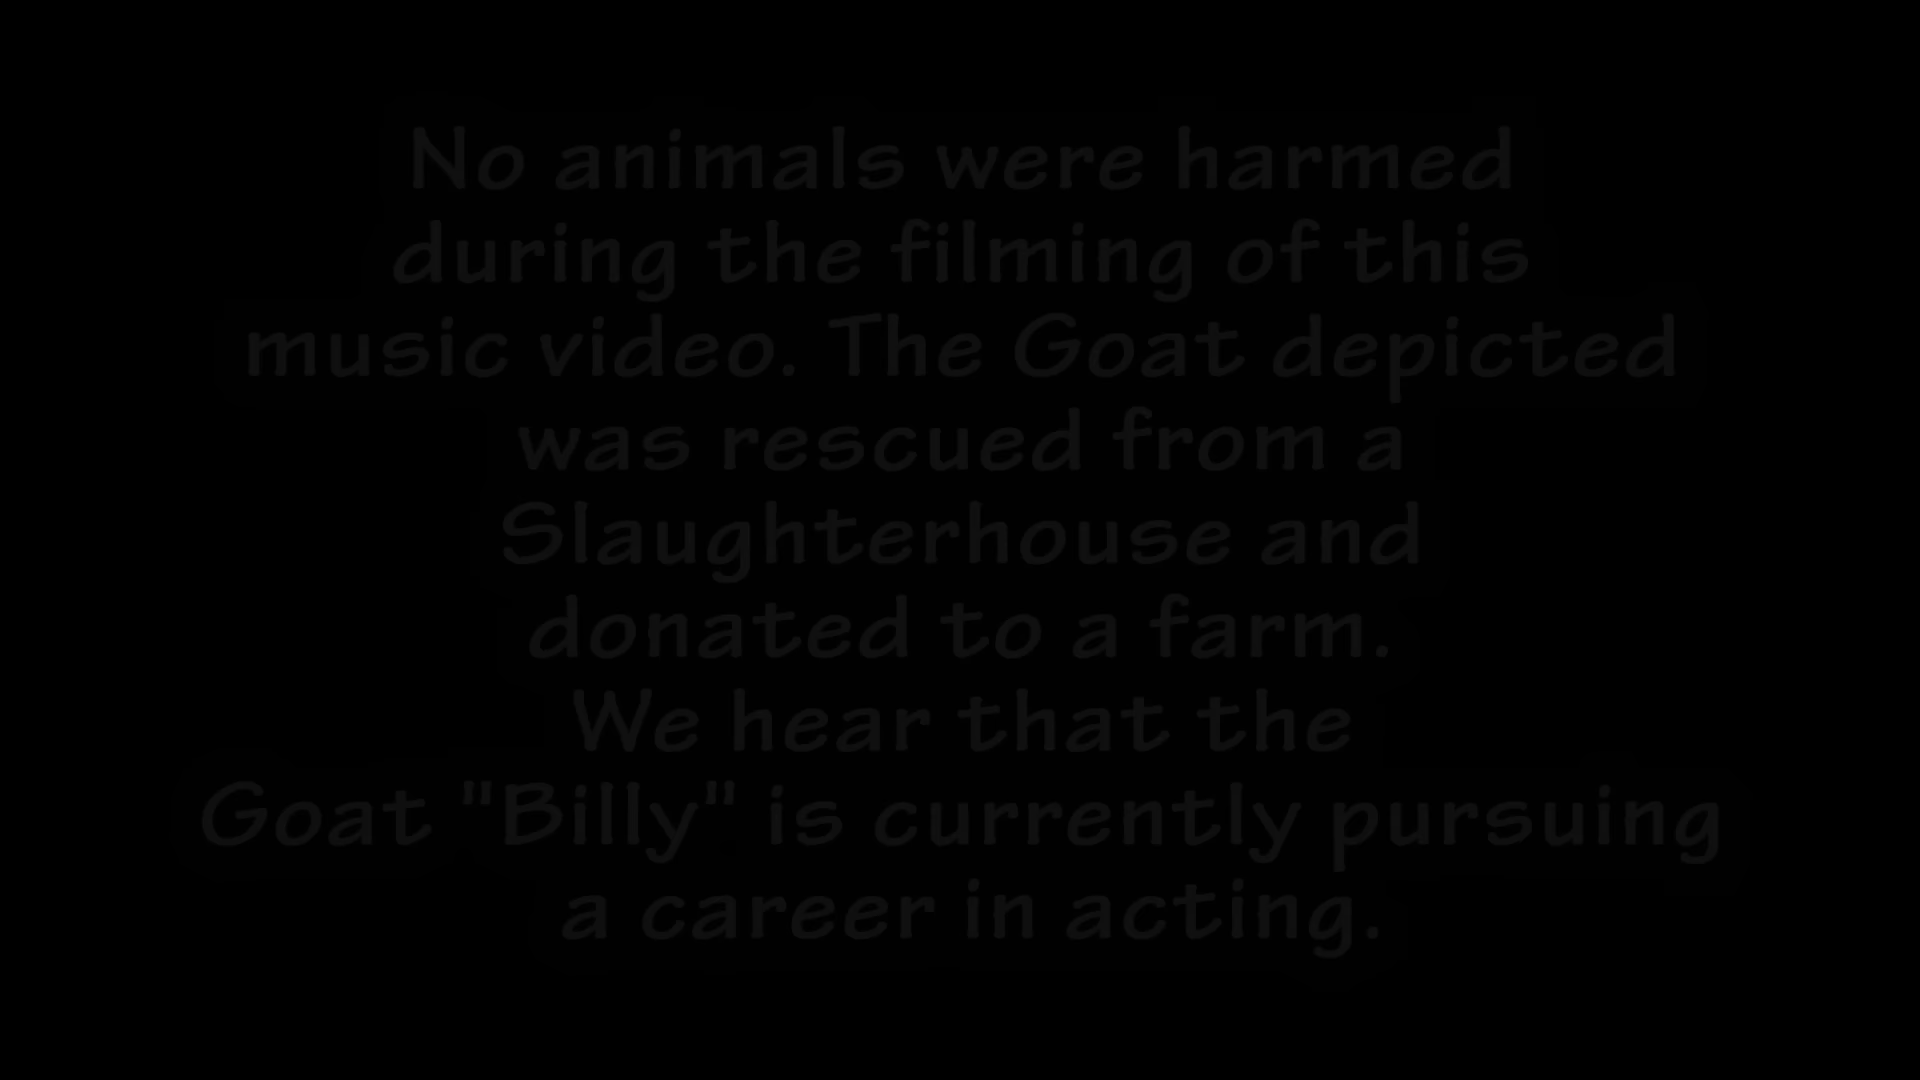 No animals were harmed
during the filming of this
music video. The Goat depicted
was rescued from a
Slaughterhouse and
donated to a farm.
We hear that the
Goat "Billy" is currently pursuing
a career in acting.